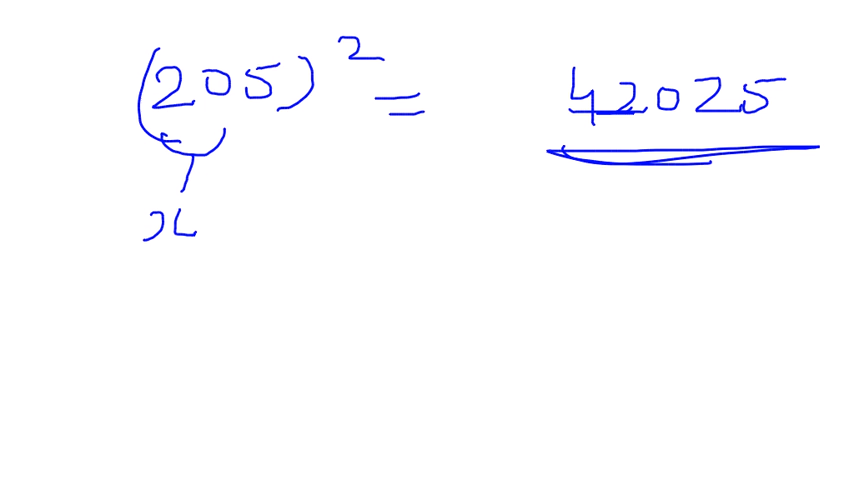 (205)² = 42025
x